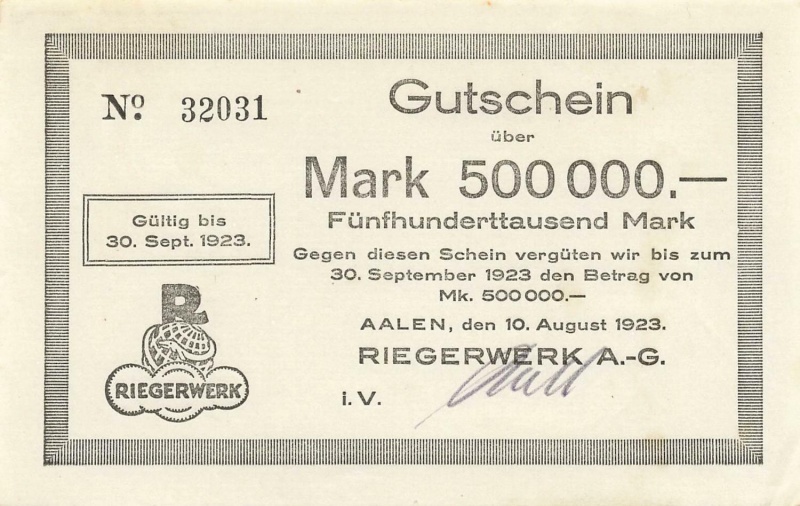 Nº 32031
Gutschein
über
Mark 500 000.—
Fünfhunderttausend Mark
Gültig bis
30. Sept. 1923.
Gegen diesen Schein vergüten wir bis zum
30. September 1923 den Betrag von
Mk. 500 000.—
AALEN, den 10. August 1923.
RIEGERWERK A.-G.
i. V.
R
RIEGERWERK